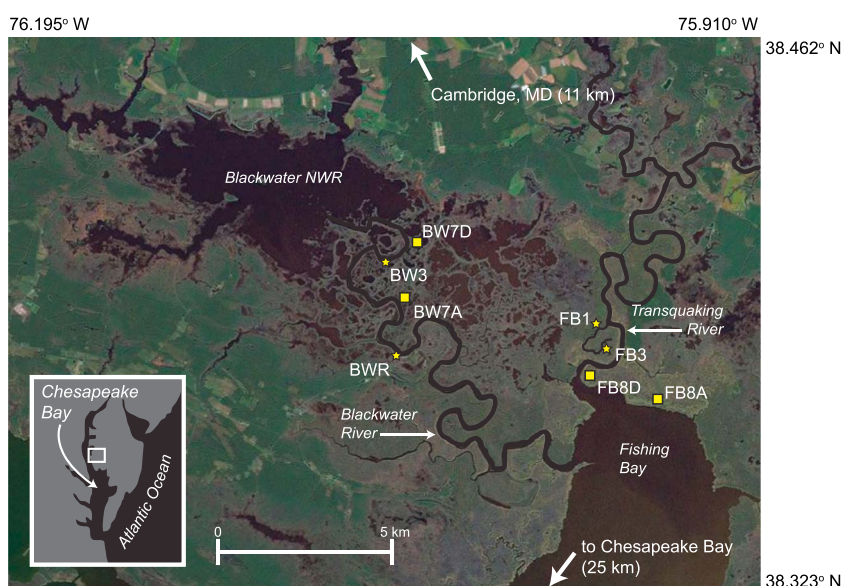 76.195° W
75.910° W
38.462° N
Cambridge, MD (11 km)
Blackwater NWR
BW7D
BW3
BW7A
BWR
FB1
Transquaking
River
FB3
FB8D
FB8A
Chesapeake
Bay
Blackwater
River
Fishing
Bay
Atlantic Ocean
0
5 km
to Chesapeake Bay
(25 km)
38.323° N